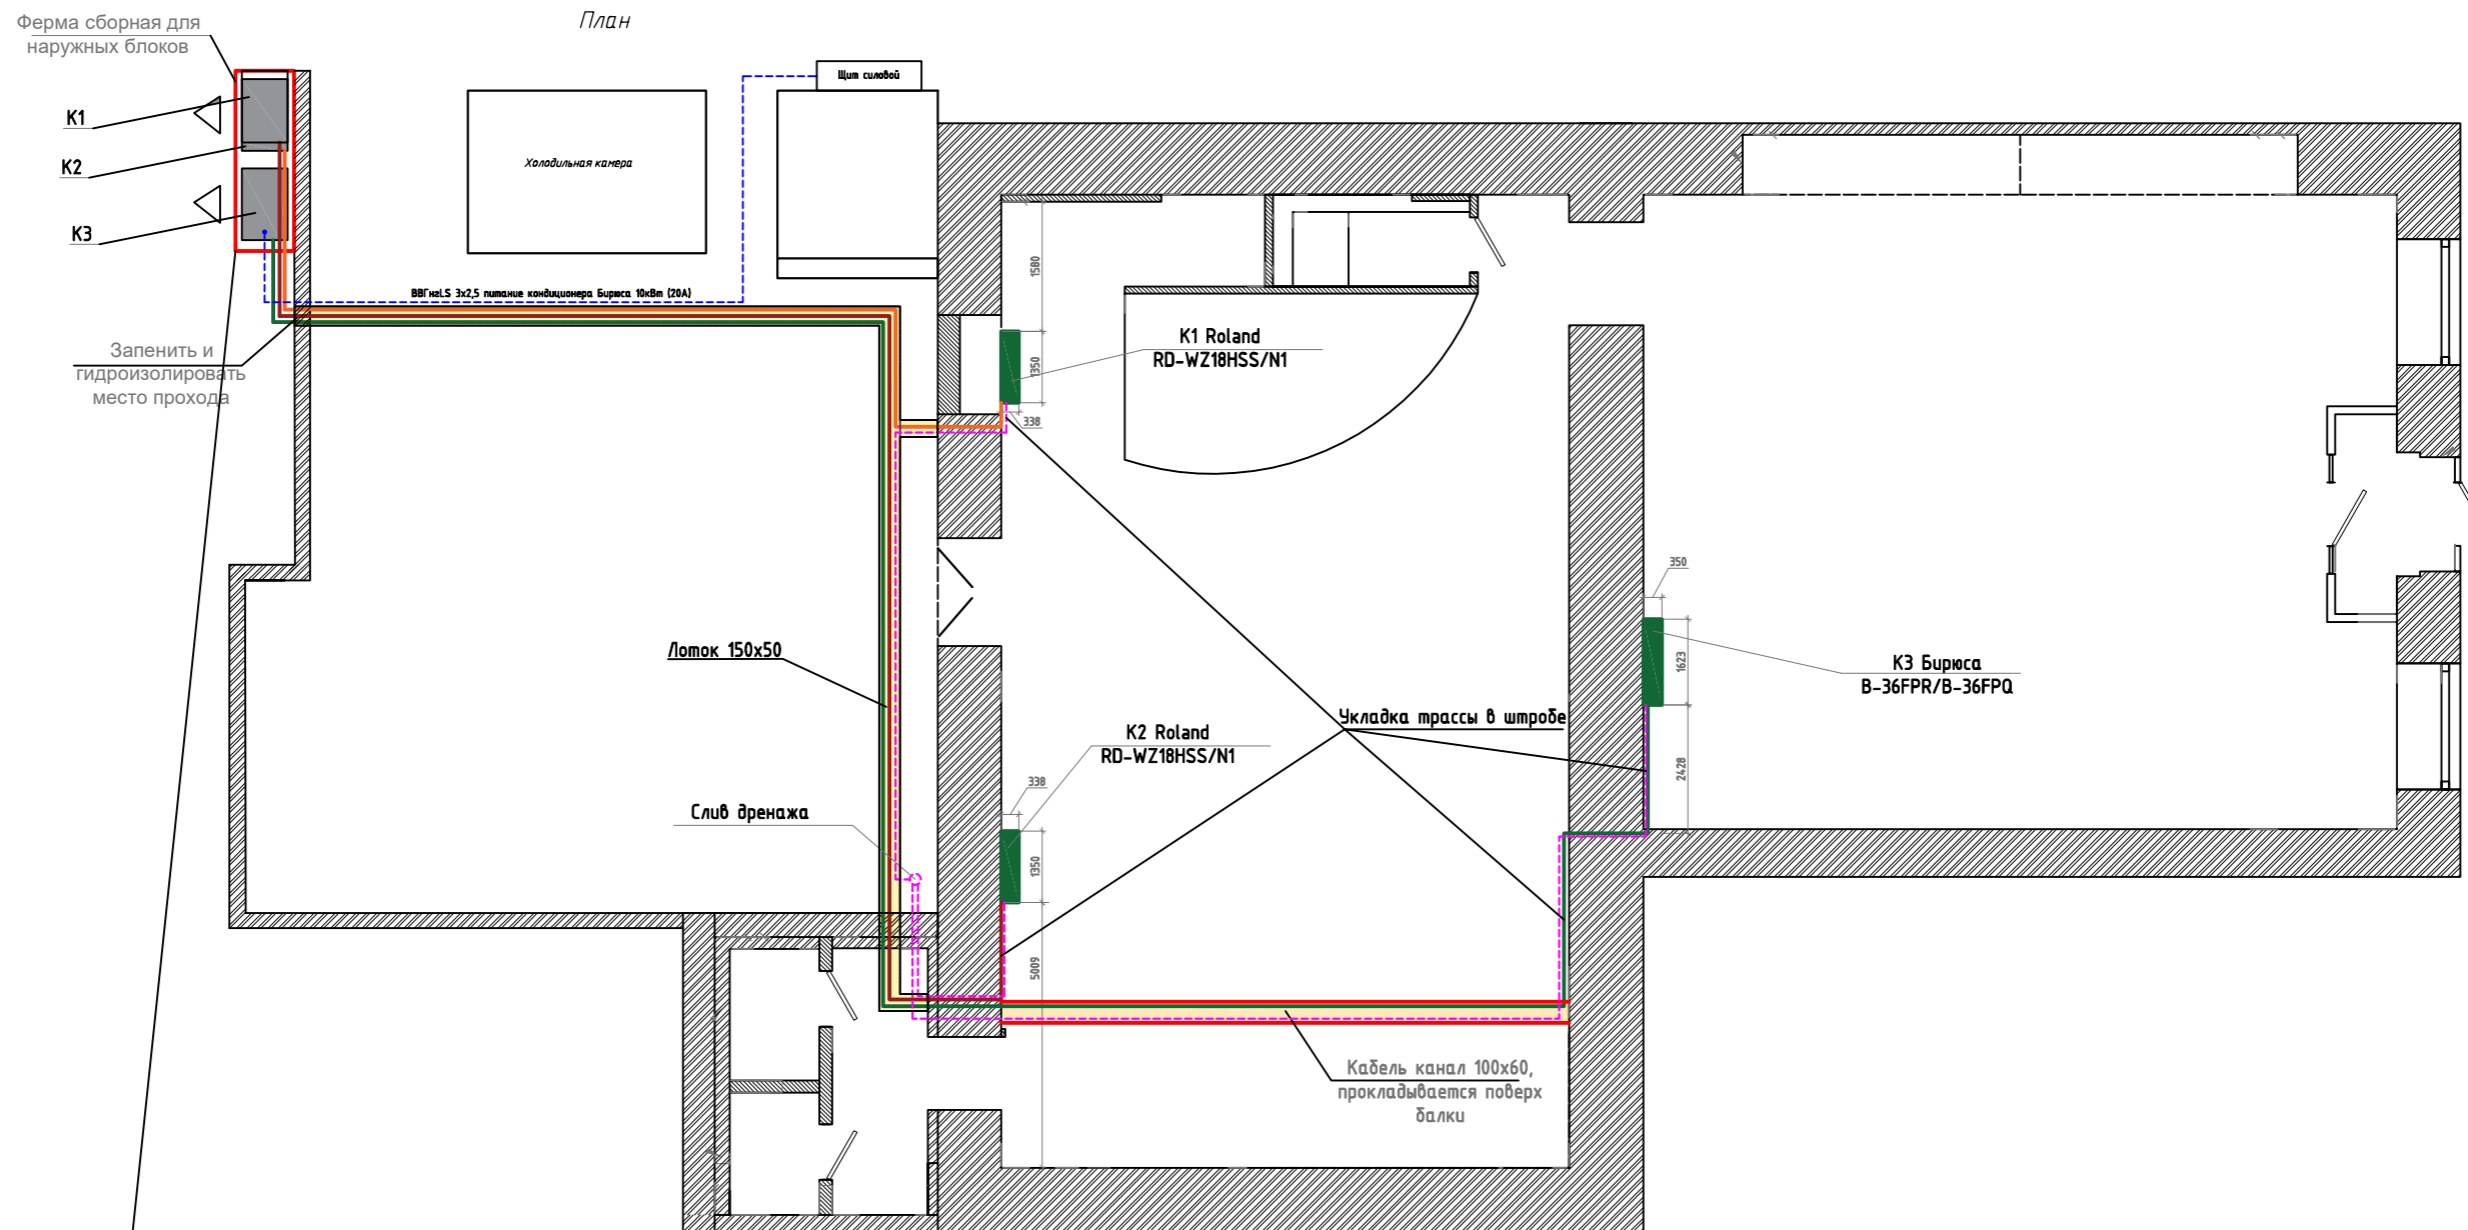 План
Ферма сборная для
наружных блоков
К1
К2
К3
Щит силовой
Холодильная камера
ВВГнгLS 3х2,5 питание кондиционера Бирюса 10кВт (20А)
Запенить и
гидроизолировать
место прохода
1580
1350
338
К1 Roland
RD-WZ18HSS/N1
Лоток 150х50
350
1623
2428
К3 Бирюса
B-36FPR/B-36FPQ
Укладка трассы в штробе
К2 Roland
RD-WZ18HSS/N1
338
1350
5009
Слив дренажа
Кабель канал 100х60,
прокладывается поверх
балки